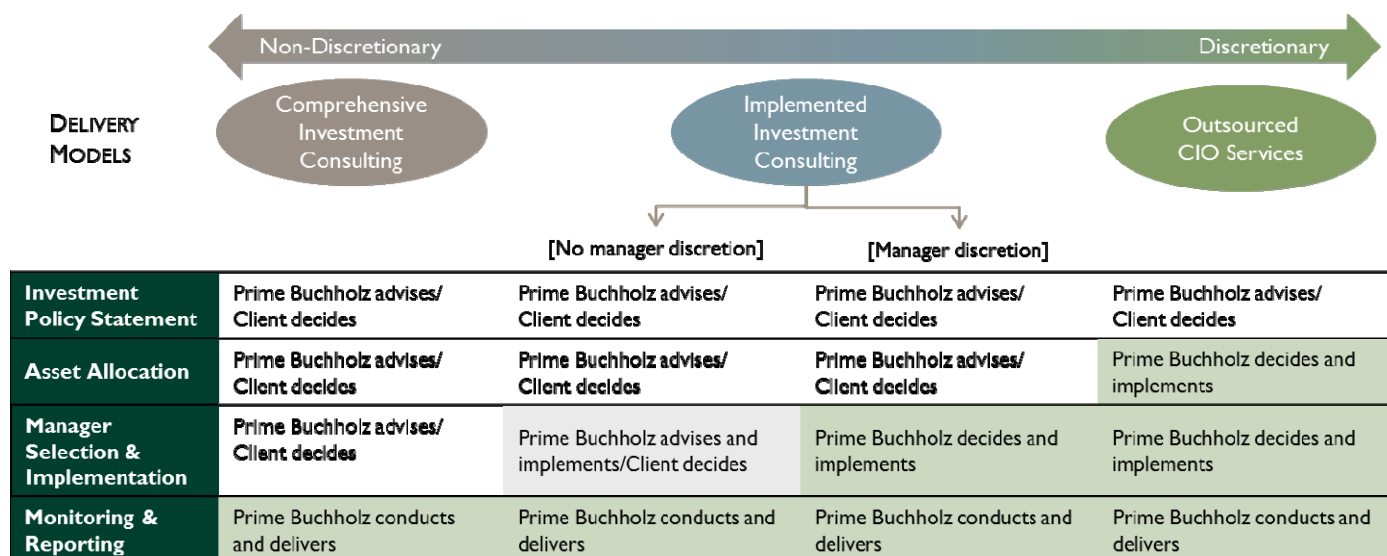 Non-Discretionary
Discretionary
DELIVERY
MODELS
Comprehensive
Investment
Consulting
Implemented
Investment
Consulting
Outsourced
CIO Services
[No manager discretion]
[Manager discretion]
Investment
Policy Statement
Prime Buchholz advises/
Client decides
Prime Buchholz advises/
Client decides
Prime Buchholz advises/
Client decides
Prime Buchholz advises/
Client decides
Asset Allocation
Prime Buchholz advises/
Client decides
Prime Buchholz advises/
Client decides
Prime Buchholz advises/
Client decides
Prime Buchholz decides and
implements
Manager
Selection &
Implementation
Prime Buchholz advises/
Client decides
Prime Buchholz advises and
implements/Client decides
Prime Buchholz decides and
implements
Prime Buchholz decides and
implements
Monitoring &
Reporting
Prime Buchholz conducts
and delivers
Prime Buchholz conducts and
delivers
Prime Buchholz conducts and
delivers
Prime Buchholz conducts and
delivers